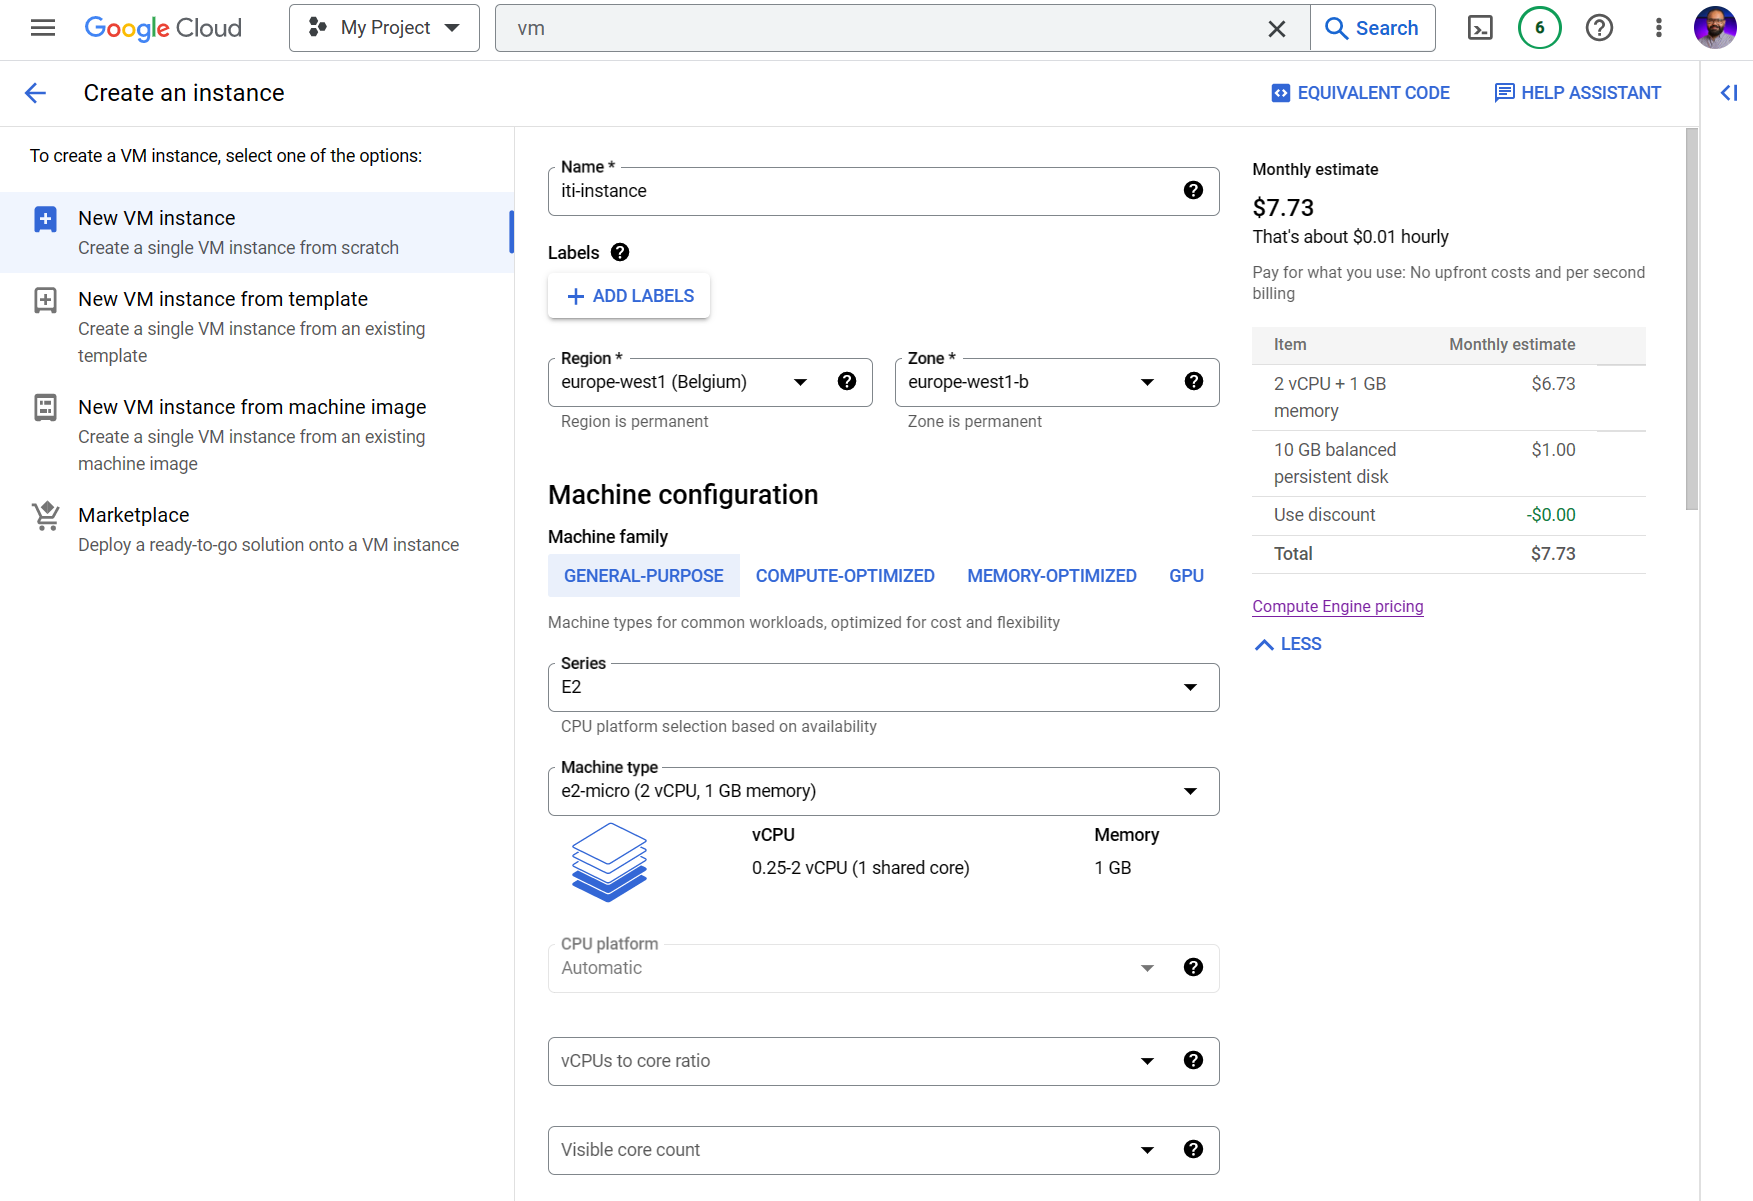 Google Cloud
My Project
vm
Search
6
Create an instance
EQUIVALENT CODE
HELP ASSISTANT
To create a VM instance, select one of the options:
New VM instance
Create a single VM instance from scratch
New VM instance from template
Create a single VM instance from an existing
template
New VM instance from machine image
Create a single VM instance from an existing
machine image
Marketplace
Deploy a ready-to-go solution onto a VM instance
Name *
iti-instance
Labels
ADD LABELS
Region *
europe-west1 (Belgium)
Region is permanent
Zone *
europe-west1-b
Zone is permanent
Machine configuration
Machine family
GENERAL-PURPOSE
COMPUTE-OPTIMIZED
MEMORY-OPTIMIZED
GPU
Machine types for common workloads, optimized for cost and flexibility
Series
E2
CPU platform selection based on availability
Machine type
e2-micro (2 vCPU, 1 GB memory)
vCPU
Memory
0.25-2 vCPU (1 shared core)
1 GB
CPU platform
Automatic
vCPUs to core ratio
Visible core count
Monthly estimate
$7.73
That's about $0.01 hourly
Pay for what you use: No upfront costs and per second
billing
Item
Monthly estimate
2 vCPU + 1 GB
memory
$6.73
10 GB balanced
persistent disk
$1.00
Use discount
-$0.00
Total
$7.73
Compute Engine pricing
LESS